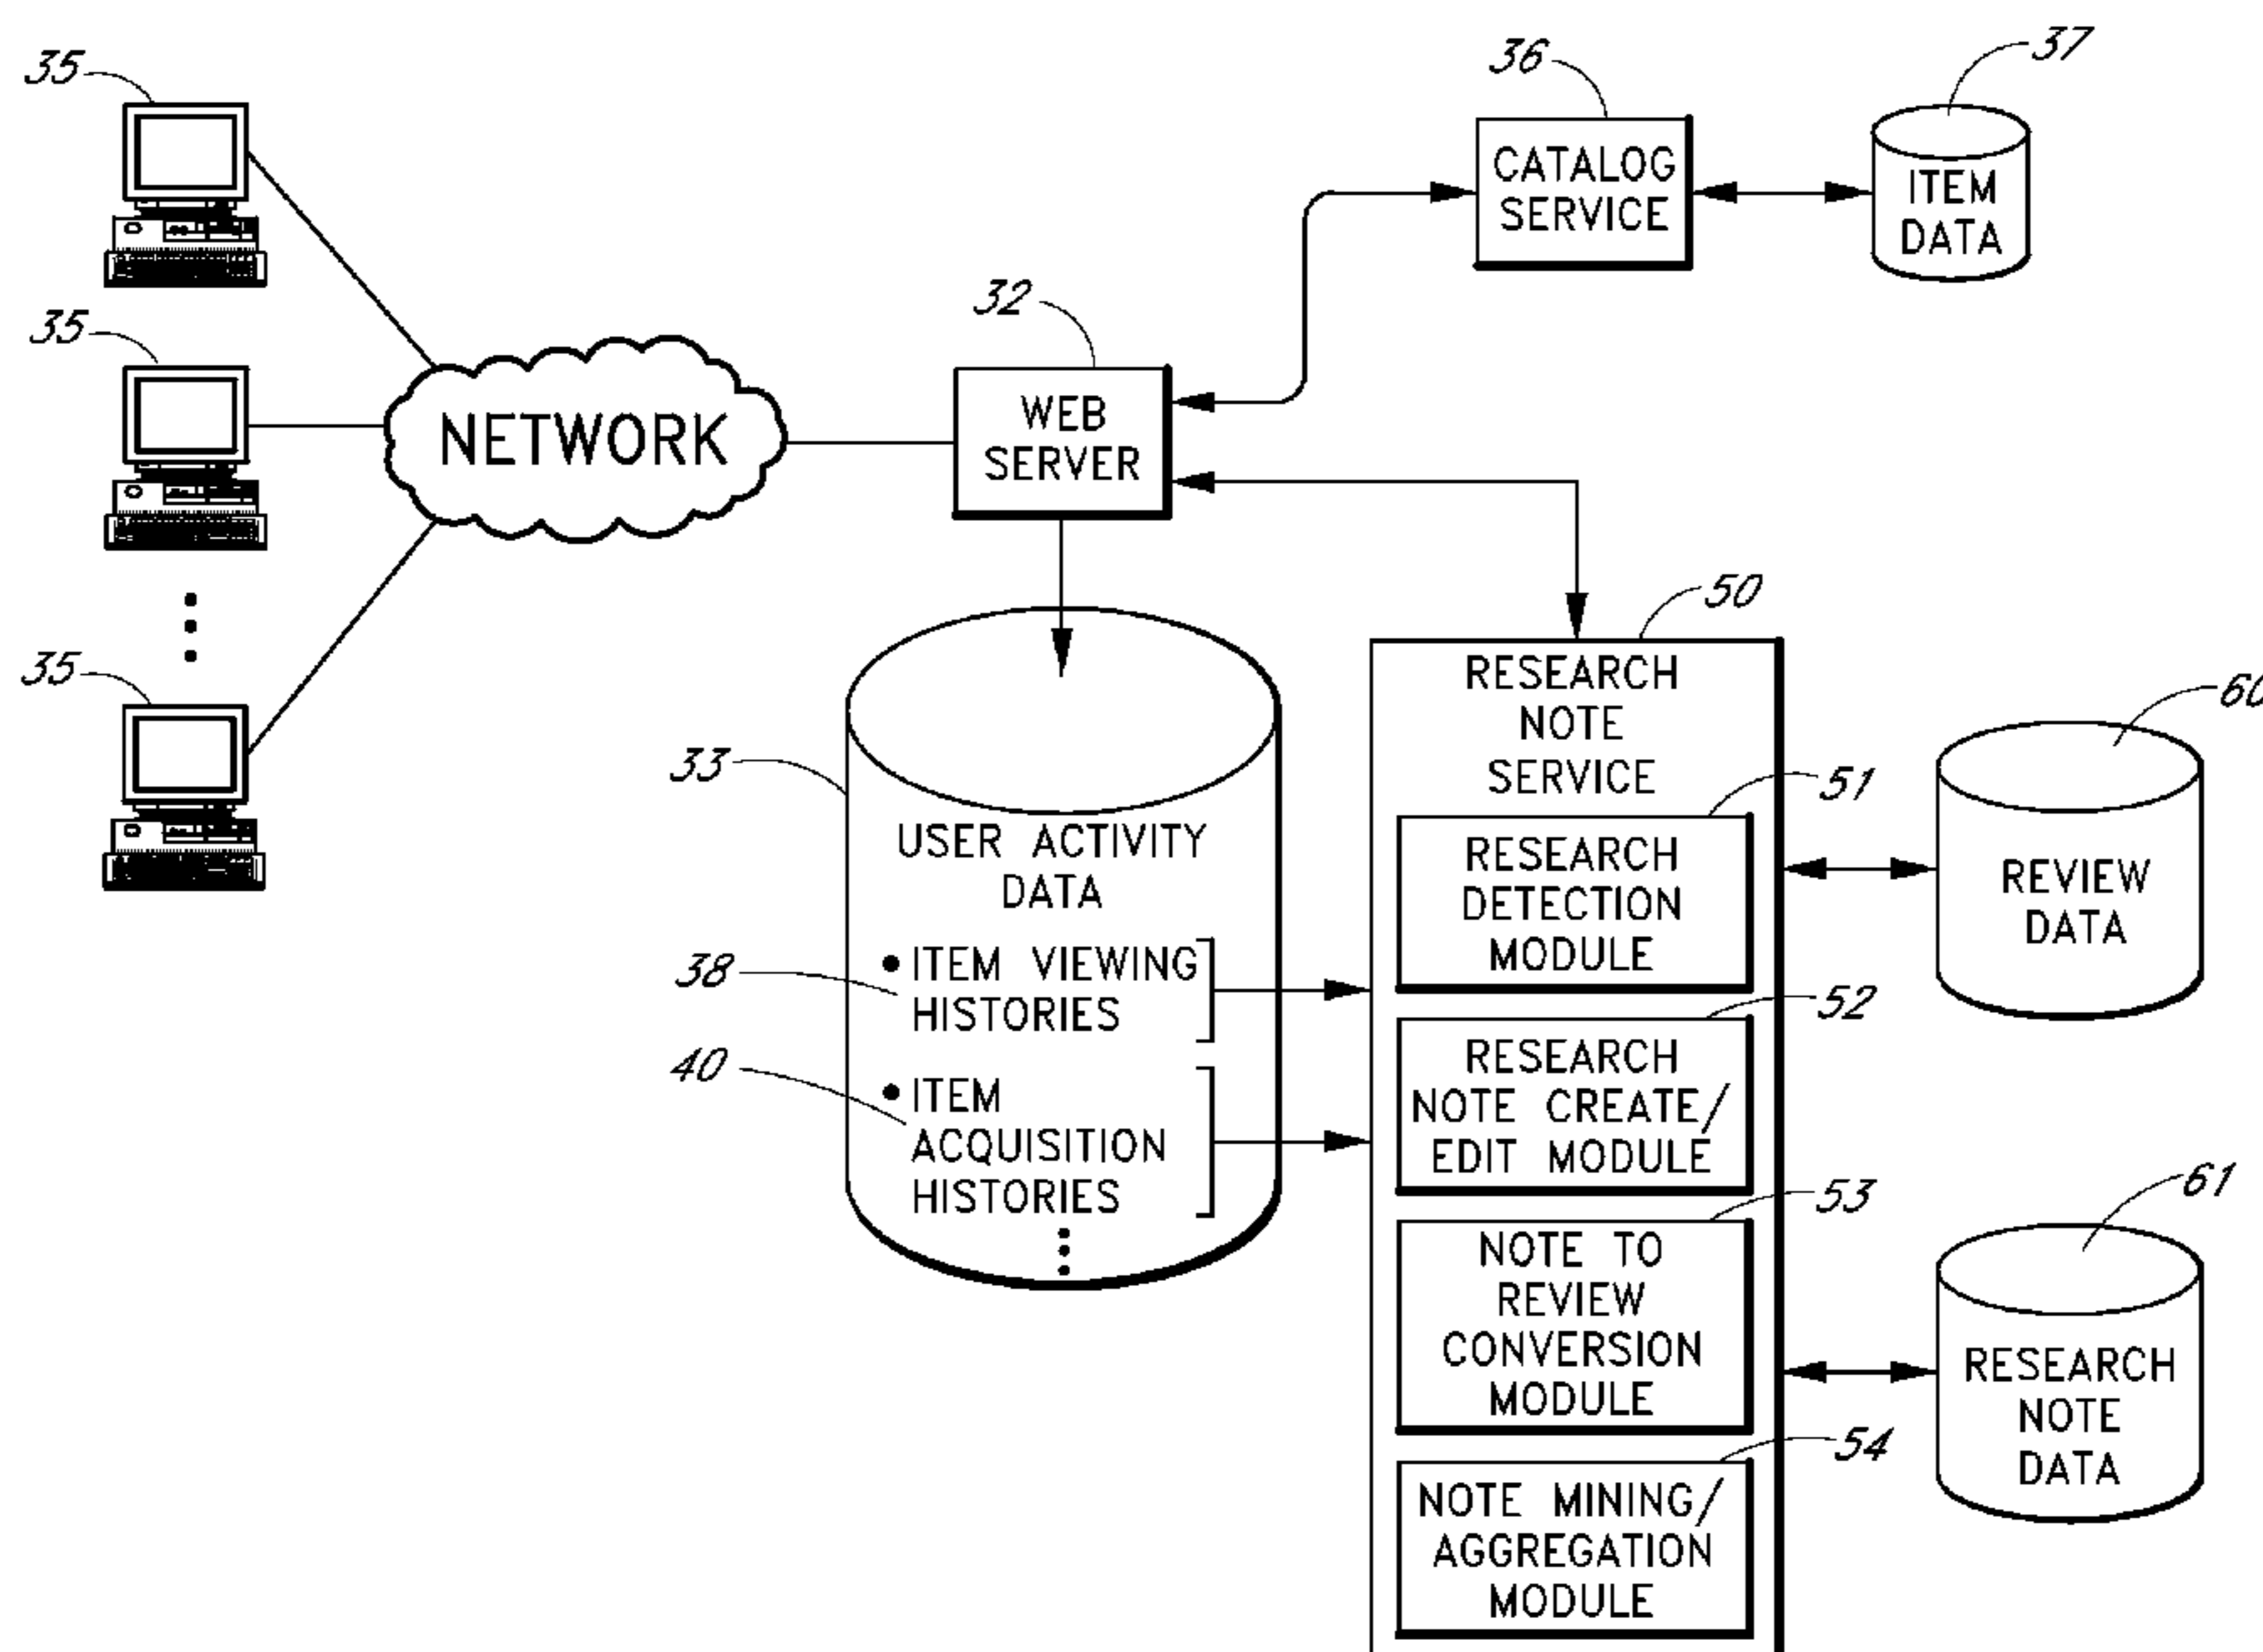 35
35
35
NETWORK
32
WEB
SERVER
36
CATALOG
SERVICE
37
ITEM
DATA
33
USER ACTIVITY
DATA
38
• ITEM VIEWING
HISTORIES
40
• ITEM
ACQUISITION
HISTORIES
50
RESEARCH
NOTE
SERVICE
51
RESEARCH
DETECTION
MODULE
52
RESEARCH
NOTE CREATE/
EDIT MODULE
53
NOTE TO
REVIEW
CONVERSION
MODULE
54
NOTE MINING/
AGGREGATION
MODULE
60
REVIEW
DATA
61
RESEARCH
NOTE
DATA